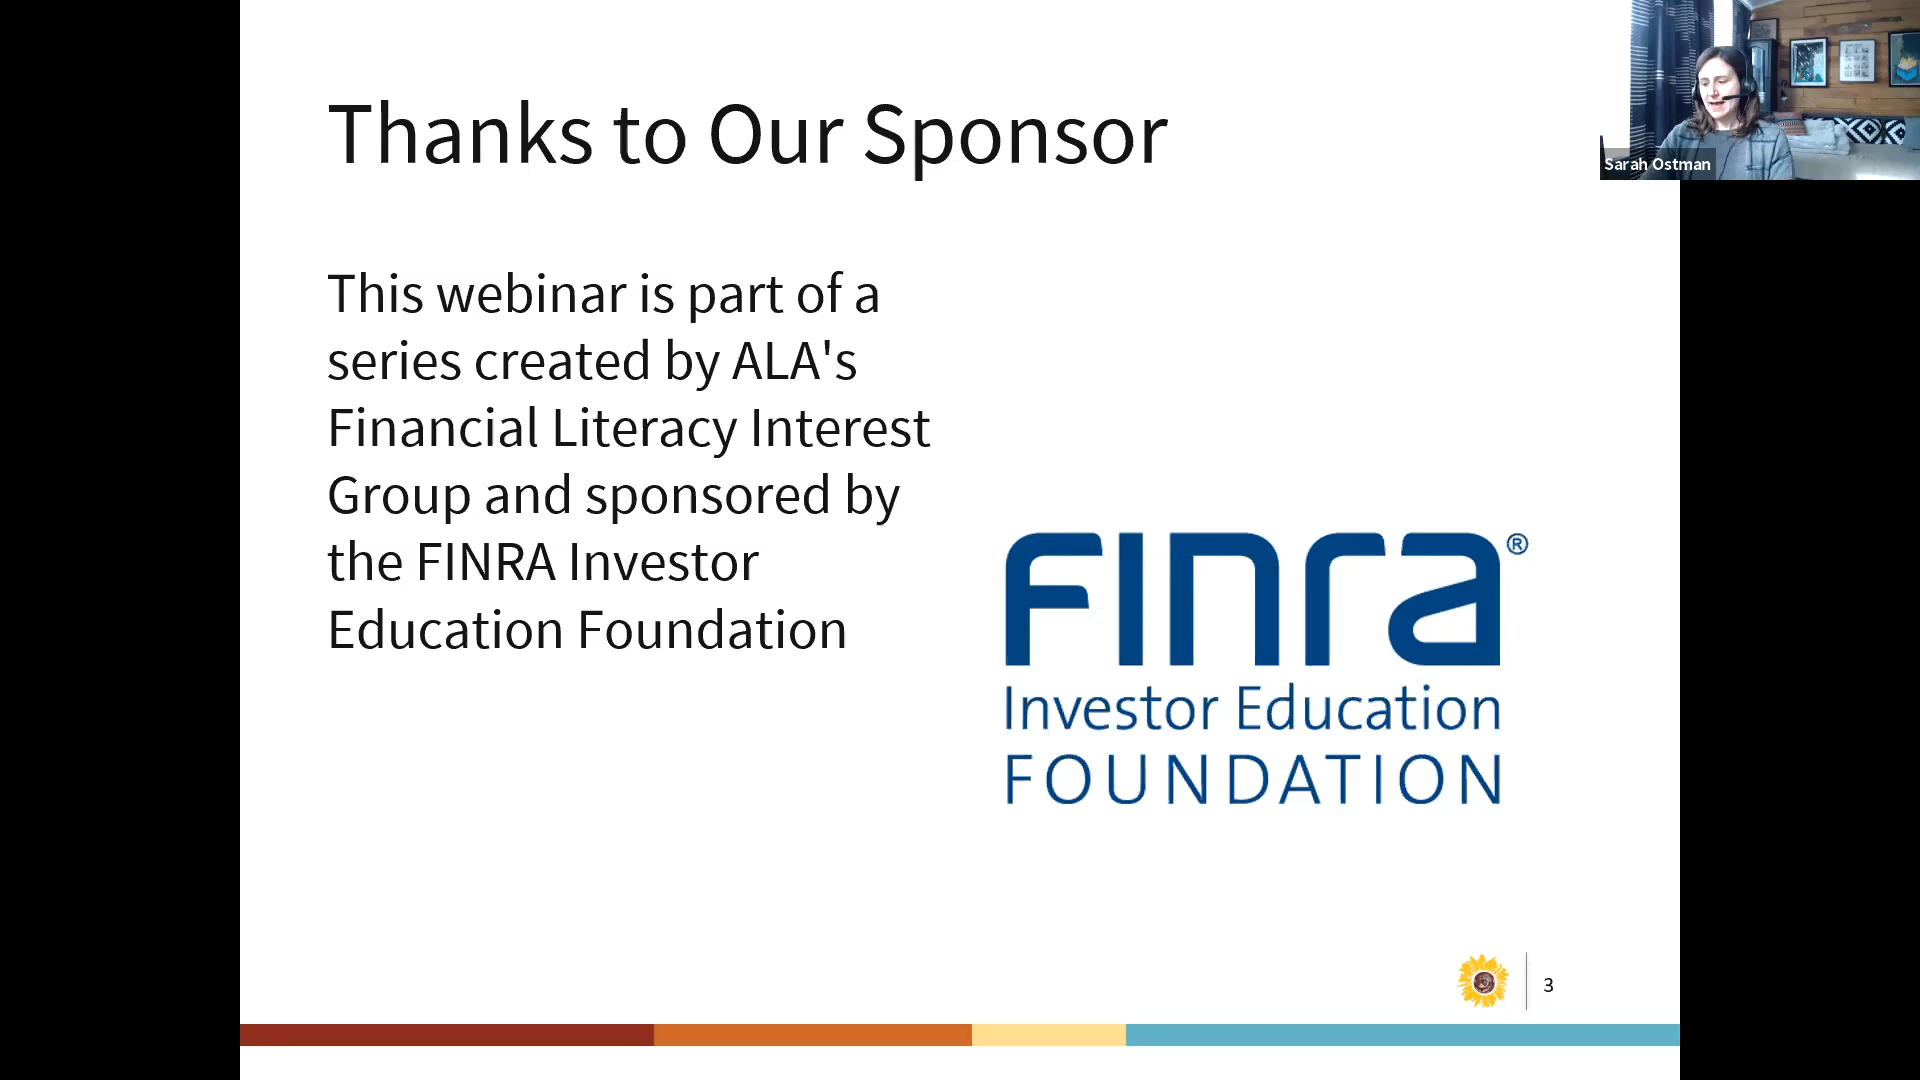 Thanks to Our Sponsor
Sarah Ostman
This webinar is part of a
series created by ALA's
Financial Literacy Interest
Group and sponsored by
the FINRA Investor
Education Foundation
Finra®
Investor Education
FOUNDATION
3